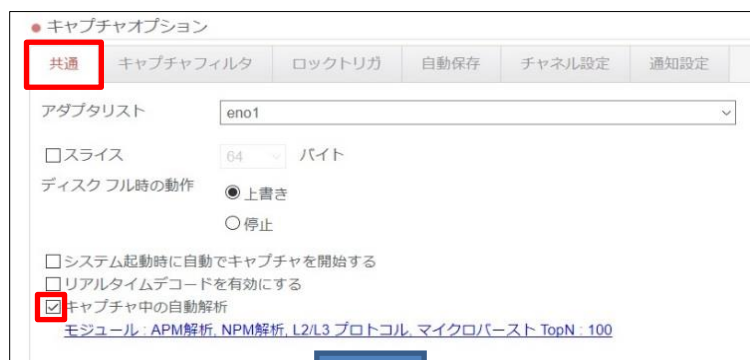 キャプチャオプション
共通 キャプチャフィルタ ロックトリガ 自動保存 チャネル設定 通知設定
アダプタリスト eno1
スライス 64 バイト
ディスク フル時の動作 上書き
停止
システム起動時に自動でキャプチャを開始する
リアルタイムデコードを有効にする
キャプチャ中の自動解析
モジュール : APM解析, NPM解析, L2/L3 プロトコル, マイクロバースト TopN : 100